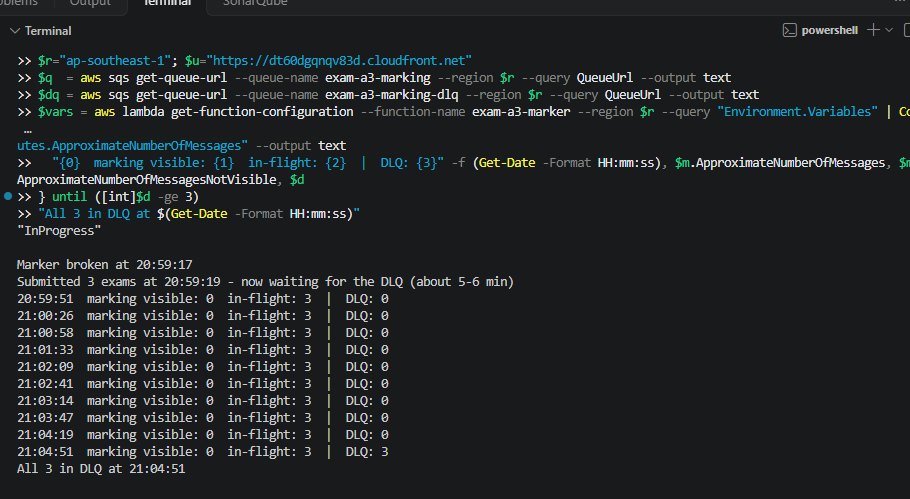 Problems Output Terminal SonarQube
Terminal powershell
>> $r="ap-southeast-1"; $u="https://dt60dgqnqv83d.cloudfront.net"
>> $q = aws sqs get-queue-url --queue-name exam-a3-marking --region $r --query QueueUrl --output text
>> $dq = aws sqs get-queue-url --queue-name exam-a3-marking-dlq --region $r --query QueueUrl --output text
>> $vars = aws lambda get-function-configuration --function-name exam-a3-marker --region $r --query "Environment.Variables" | Co
…
utes.ApproximateNumberOfMessages" --output text
>> "{0} marking visible: {1} in-flight: {2} | DLQ: {3}" -f (Get-Date -Format HH:mm:ss), $m.ApproximateNumberOfMessages, $m
ApproximateNumberOfMessagesNotVisible, $d
>> } until ([int]$d -ge 3)
>> "All 3 in DLQ at $(Get-Date -Format HH:mm:ss)"
"InProgress"
Marker broken at 20:59:17
Submitted 3 exams at 20:59:19 - now waiting for the DLQ (about 5-6 min)
20:59:51 marking visible: 0 in-flight: 3 | DLQ: 0
21:00:26 marking visible: 0 in-flight: 3 | DLQ: 0
21:00:58 marking visible: 0 in-flight: 3 | DLQ: 0
21:01:33 marking visible: 0 in-flight: 3 | DLQ: 0
21:02:09 marking visible: 0 in-flight: 3 | DLQ: 0
21:02:41 marking visible: 0 in-flight: 3 | DLQ: 0
21:03:14 marking visible: 0 in-flight: 3 | DLQ: 0
21:03:47 marking visible: 0 in-flight: 3 | DLQ: 0
21:04:19 marking visible: 0 in-flight: 3 | DLQ: 0
21:04:51 marking visible: 0 in-flight: 3 | DLQ: 3
All 3 in DLQ at 21:04:51